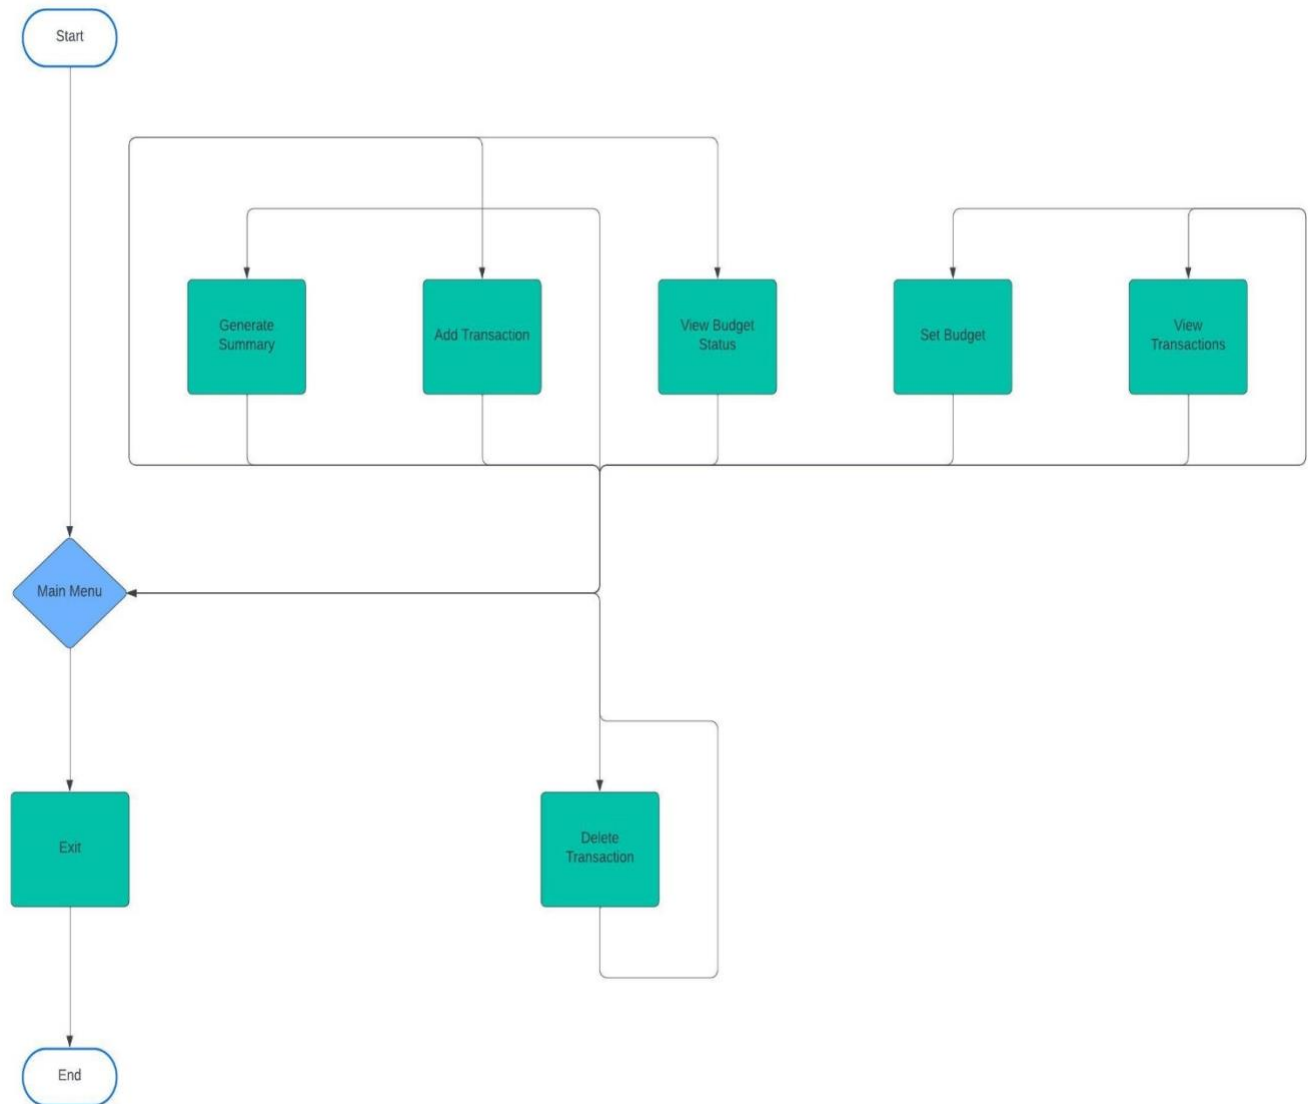 Start
Generate
Summary
Add Transaction
View Budget
Status
Set Budget
View
Transactions
Main Menu
Exit
Delete
Transaction
End